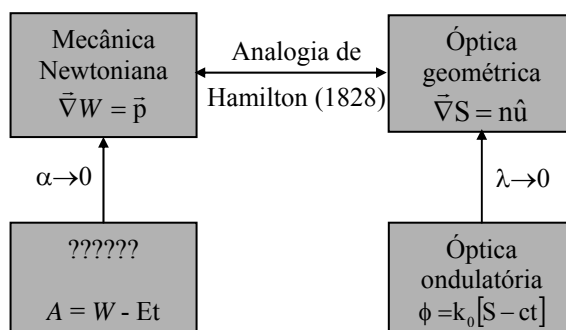 Mecânica
Newtoniana
∇⃗W = p⃗
Analogia de
Hamilton (1828)
Óptica
geométrica
∇⃗S = nû
α→0
λ→0
??????
A = W - Et
Óptica
ondulatória
ϕ =k₀[S – ct]